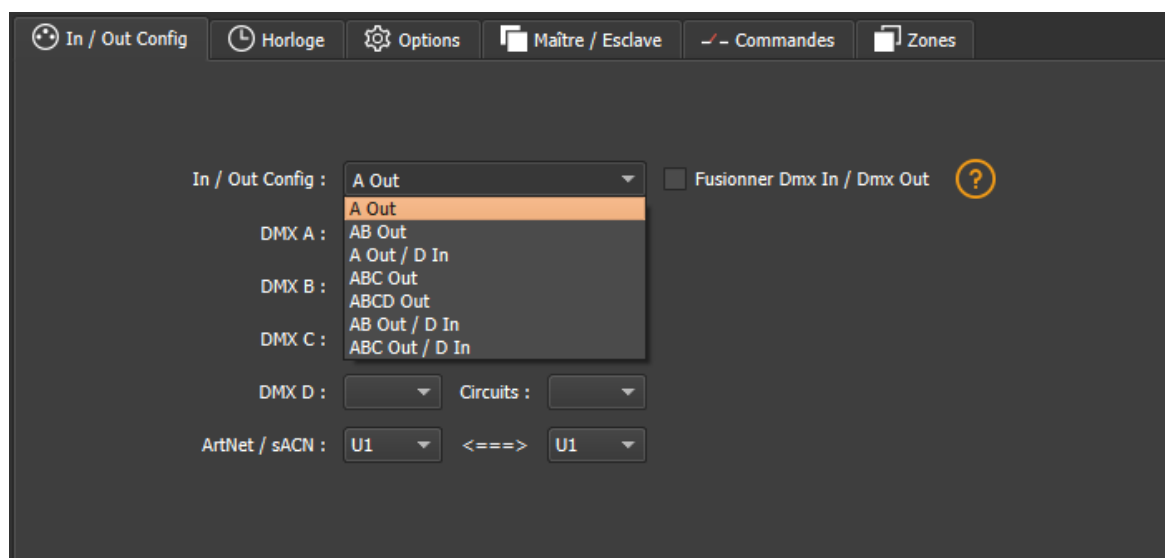 In / Out Config Horloge Options Maître / Esclave Commandes Zones
In / Out Config : A Out Fusionner Dmx In / Dmx Out ?
A Out
DMX A : AB Out
A Out / D In
DMX B : ABC Out
ABCD Out
AB Out / D In
DMX C : ABC Out / D In
DMX D : Circuits :
ArtNet / sACN : U1 <===> U1